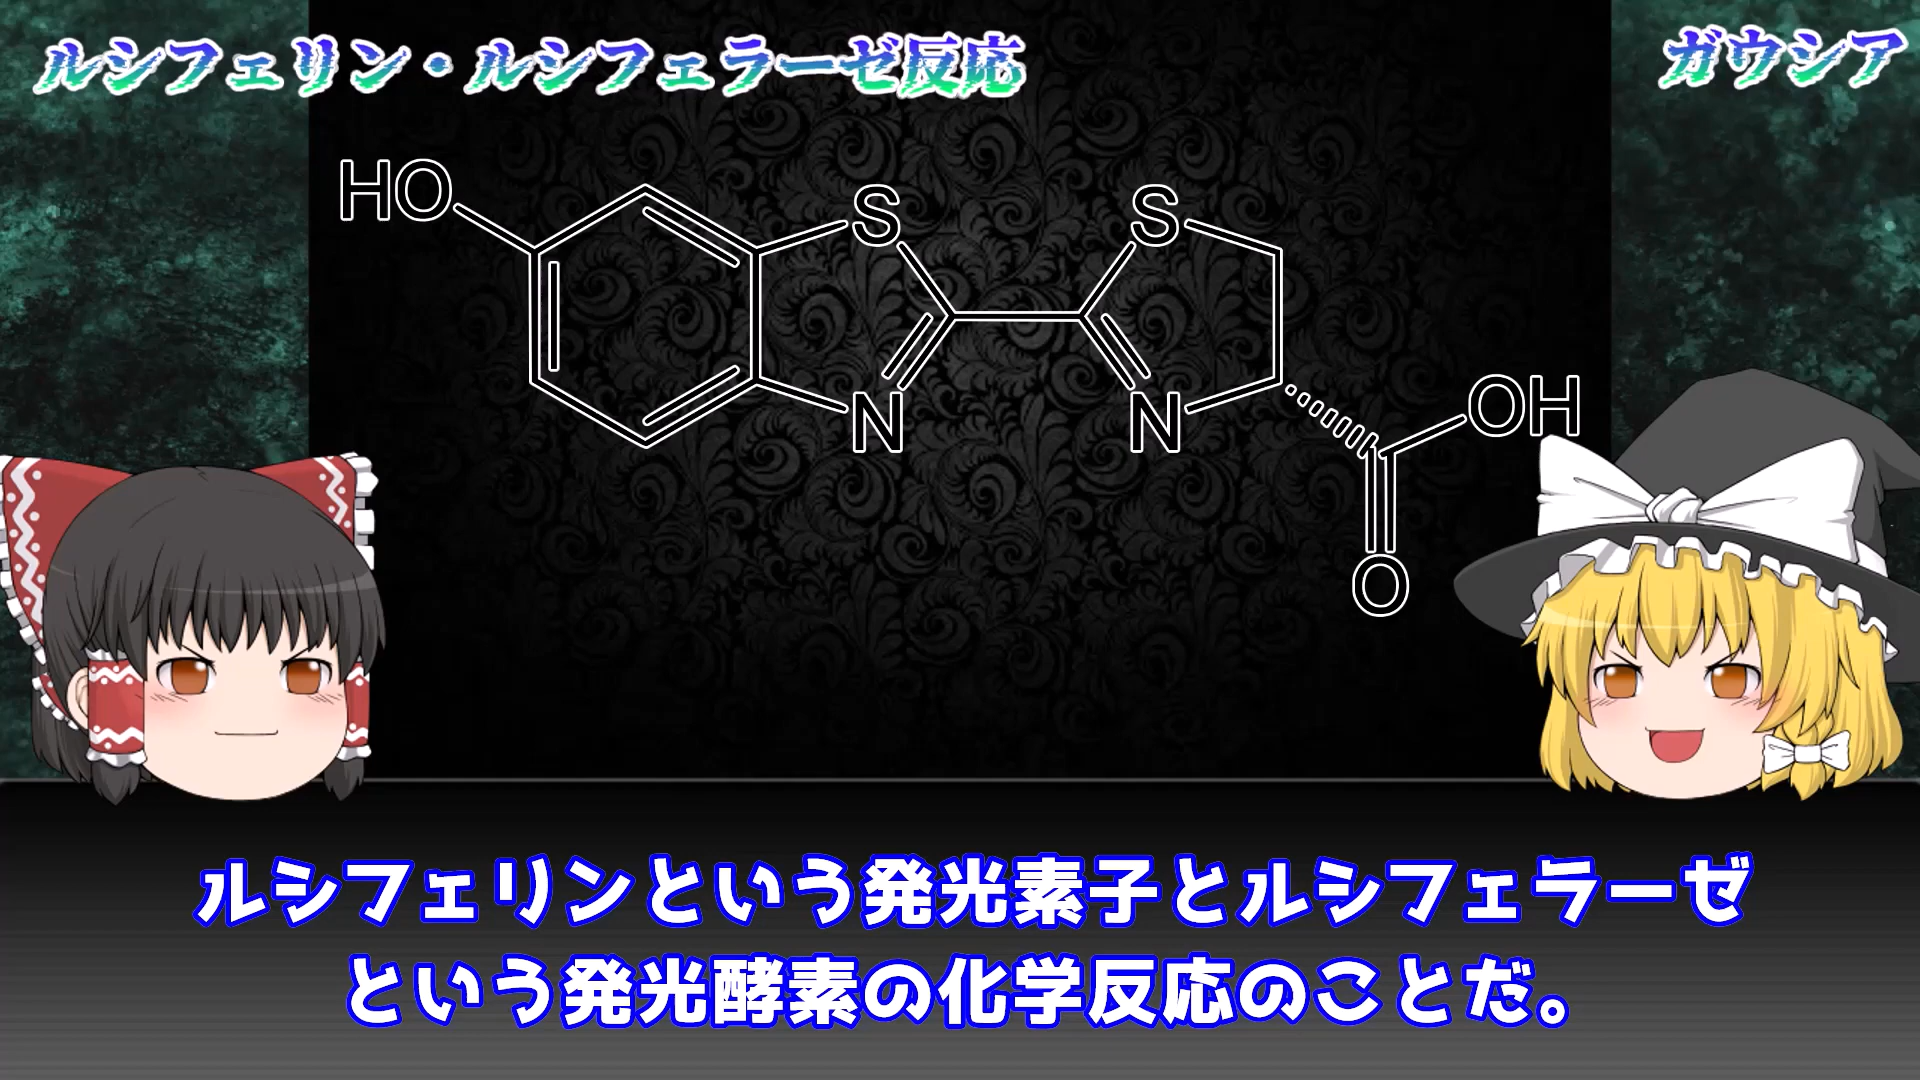 ルシフェリン・ルシフェラーゼ反応
ガウシア
HO
S
S
N
N
OH
O
ルシフェリンという発光素子とルシフェラーゼ
という発光酵素の化学反応のことだ。